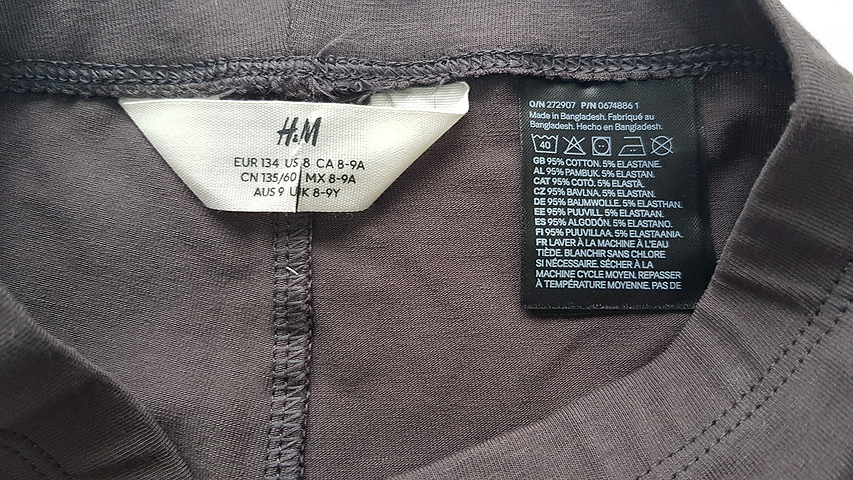 H&M
EUR 134 US 8 CA 8-9A
CN 135/60 MX 8-9A
AUS 9 UK 8-9Y
O/N 272907 P/N 0674886 1
Made in Bangladesh. Fabriqué au
Bangladesh. Hecho en Bangladesh.
40
GB 95% COTTON. 5% ELASTANE.
AL 95% PAMBUK. 5% ELASTAN.
CAT 95% COTÓ. 5% ELASTÀ.
CZ 95% BAVLNA. 5% ELASTAN.
DE 95% BAUMWOLLE. 5% ELASTHAN.
EE 95% PUUVILL. 5% ELASTAAN.
ES 95% ALGODÓN. 5% ELASTANO.
FI 95% PUUVILLAA. 5% ELASTAANIA.
FR LAVER À LA MACHINE À L'EAU
TIÈDE. BLANCHIR SANS CHLORE
SI NÉCESSAIRE. SÉCHER À LA
MACHINE CYCLE MOYEN. REPASSER
À TEMPÉRATURE MOYENNE. PAS DE